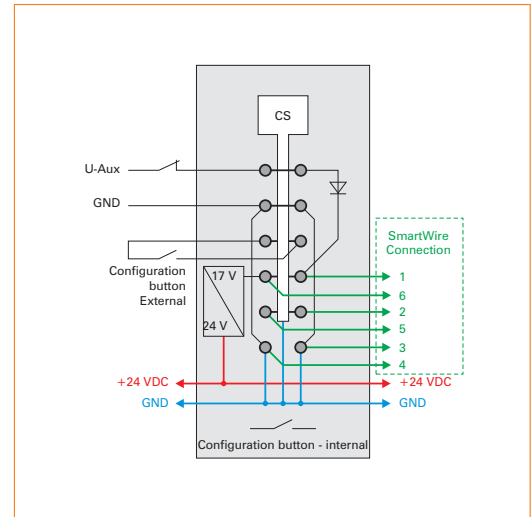 CS
U-Aux
GND
SmartWire
Connection
Configuration
button
External
17 V
24 V
1
6
2
5
3
4
+24 VDC
+24 VDC
GND
GND
Configuration button - internal